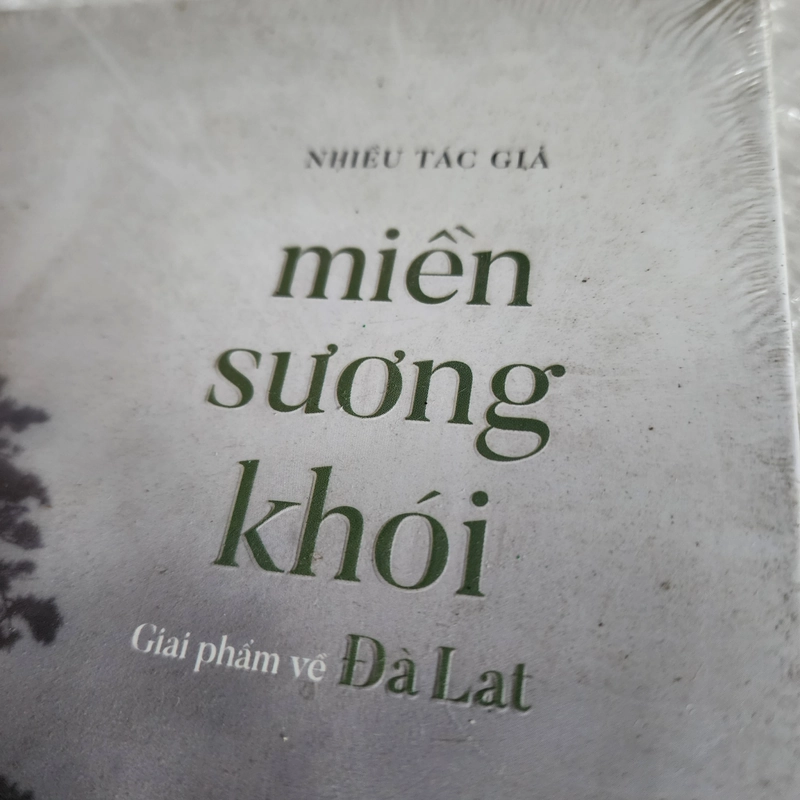 NHIỀU TÁC GIẢ
miền
sương
khói
Giai phẩm về Đà Lạt